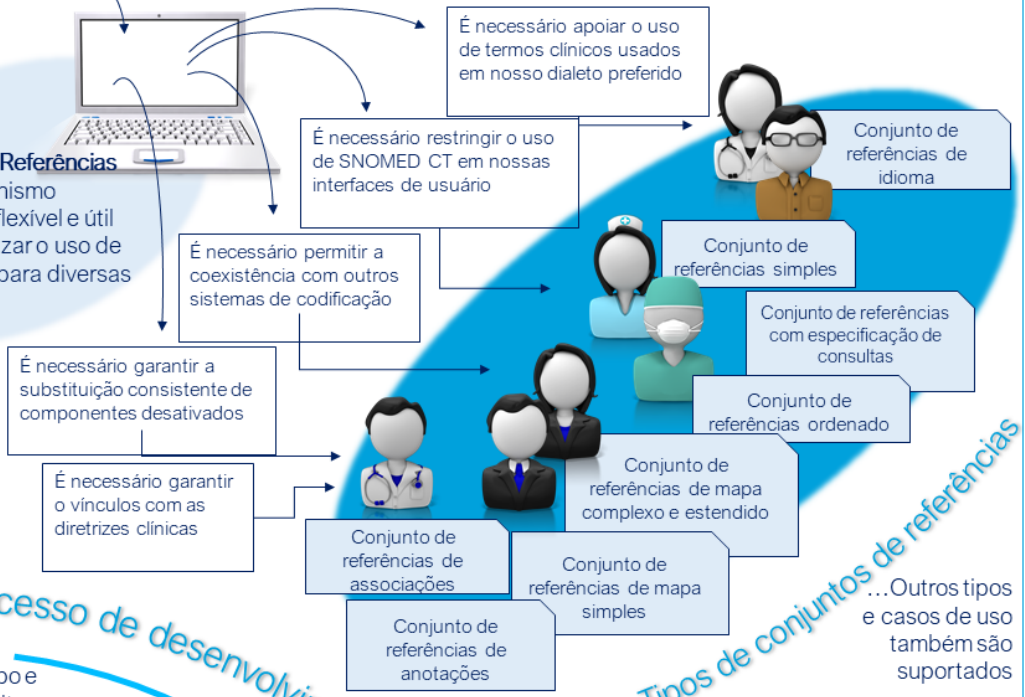 É necessário apoiar o uso
de termos clínicos usados
em nosso dialeto preferido
É necessário restringir o uso
de SNOMED CT em nossas
interfaces de usuário
Conjunto de
referências de
idioma
Referências
flexível e útil
zar o uso de
para diversas
É necessário permitir a
coexistência com outros
sistemas de codificação
Conjunto de
referências simples
Conjunto de referências
com especificação de
consultas
É necessário garantir a
substituição consistente de
componentes desativados
Conjunto de
referências ordenado
É necessário garantir
o vínculos com as
diretrizes clínicas
Conjunto de
referências de mapa
complexo e estendido
Conjunto de
referências de
associações
Conjunto de
referências de mapa
simples
Conjunto de
referências de
anotações
Tipos de conjuntos de referências
...Outros tipos
e casos de uso
também são
suportados
cesso de desenvolvi